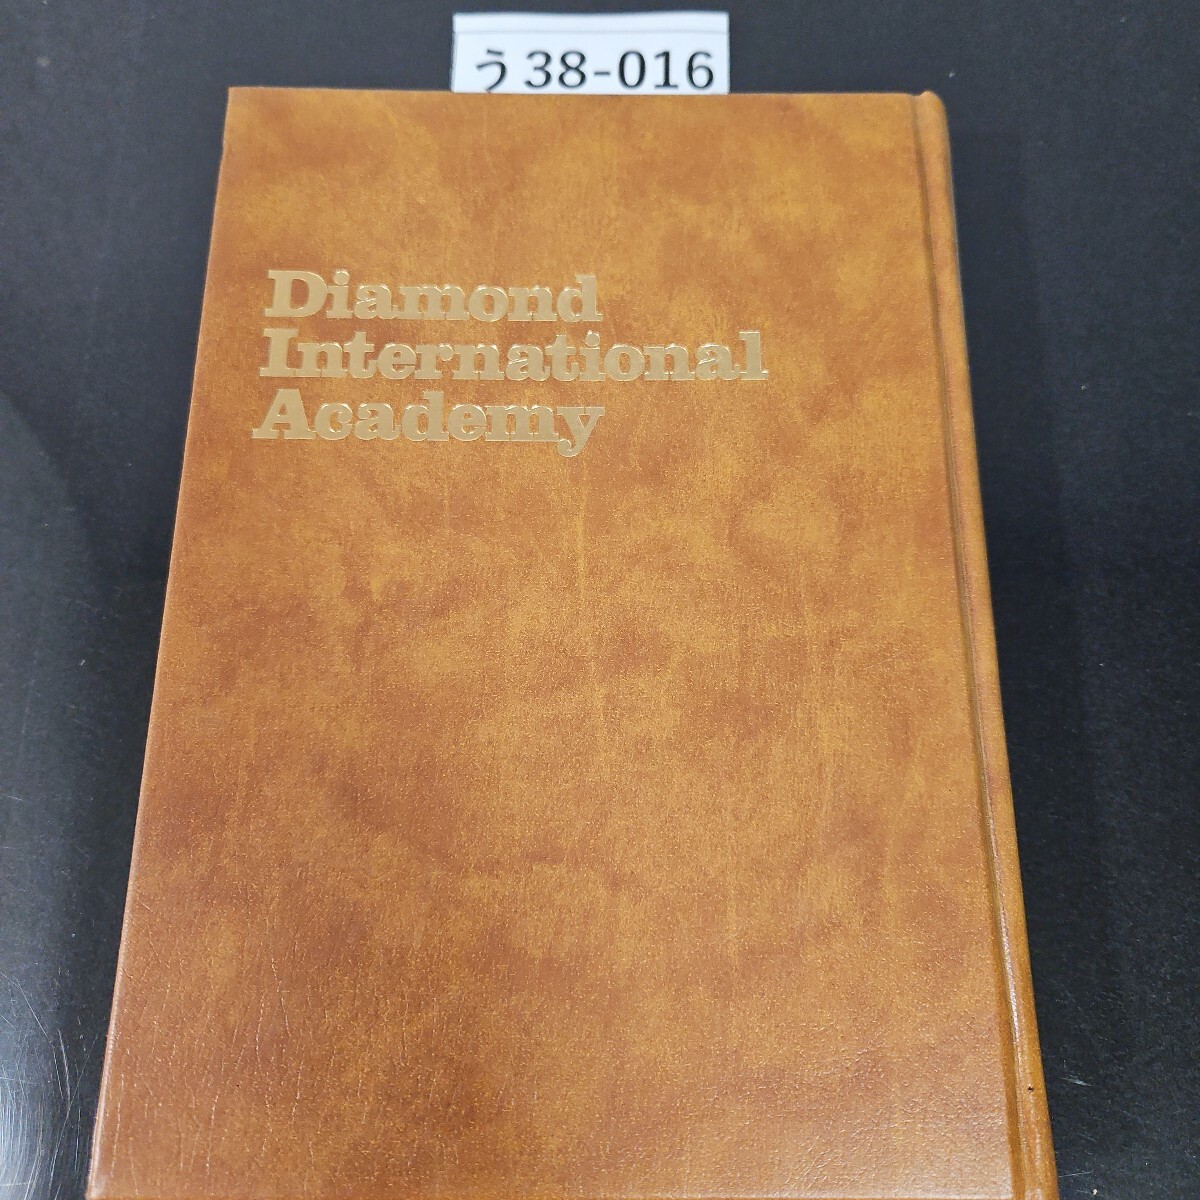 う38-016
Diamond
International
Academy